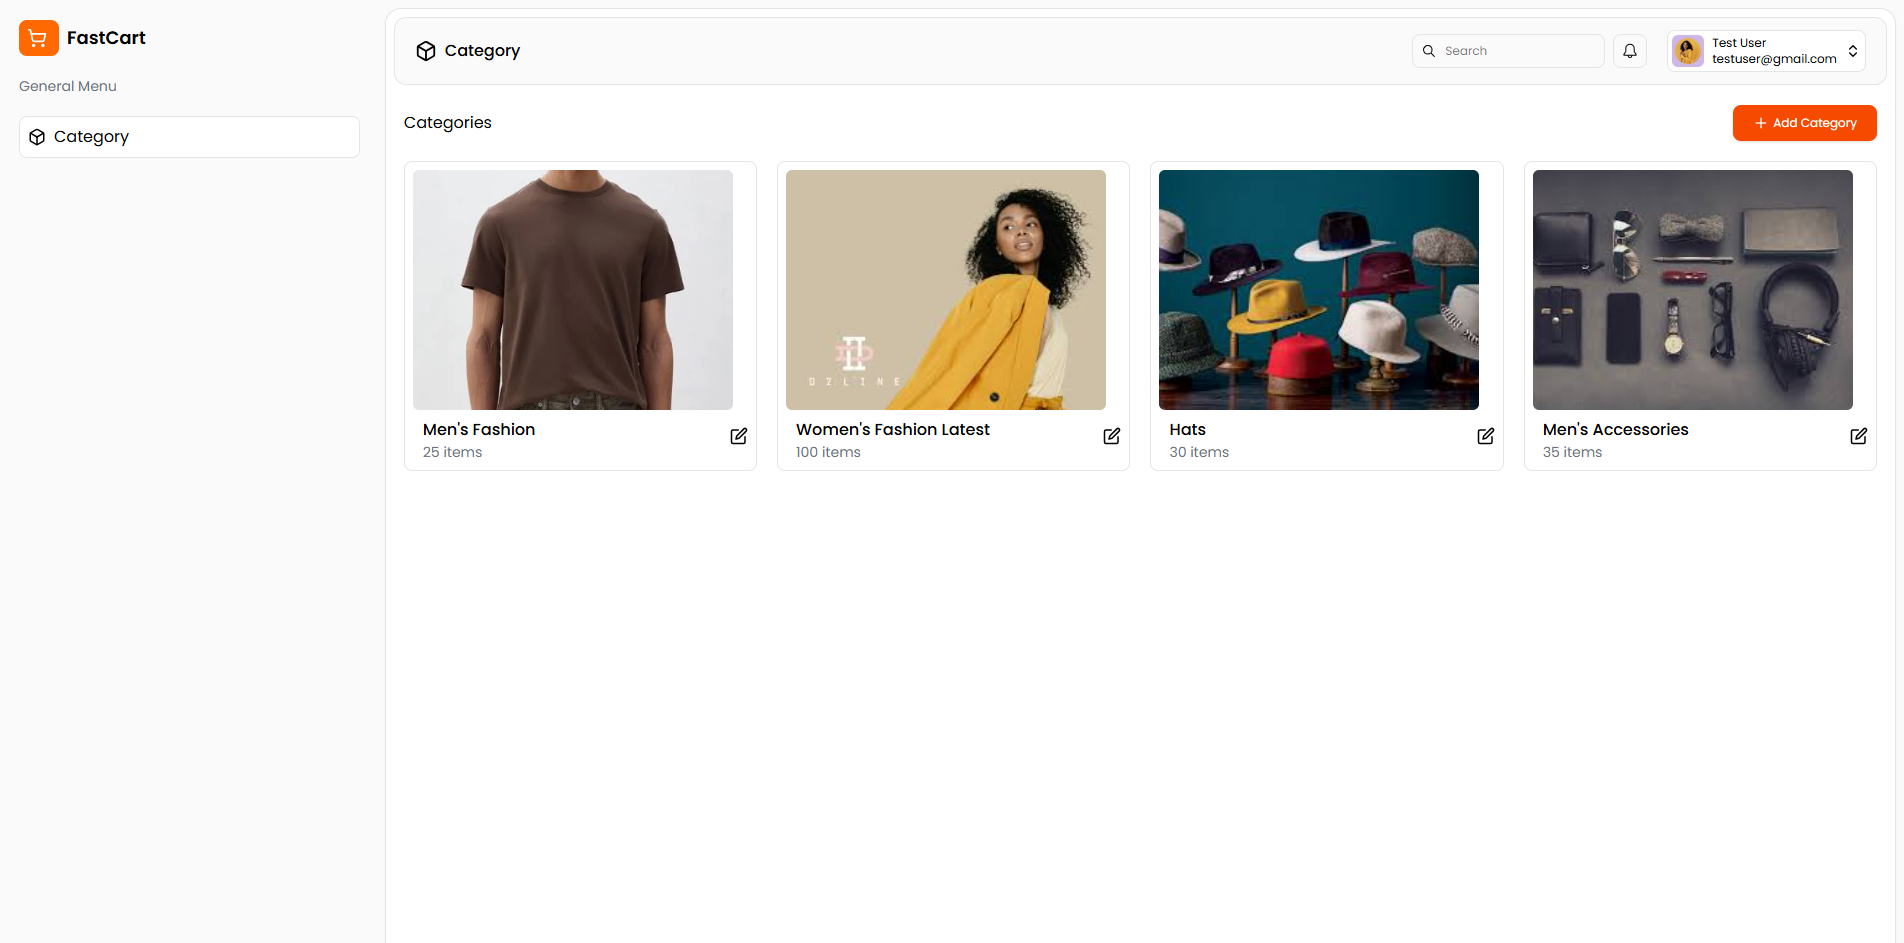 FastCart
General Menu
Category
Category
Search
Test User
testuser@gmail.com
Categories
Add Category
DZLINE
Men's Fashion
25 items
Women's Fashion Latest
100 items
Hats
30 items
Men's Accessories
35 items